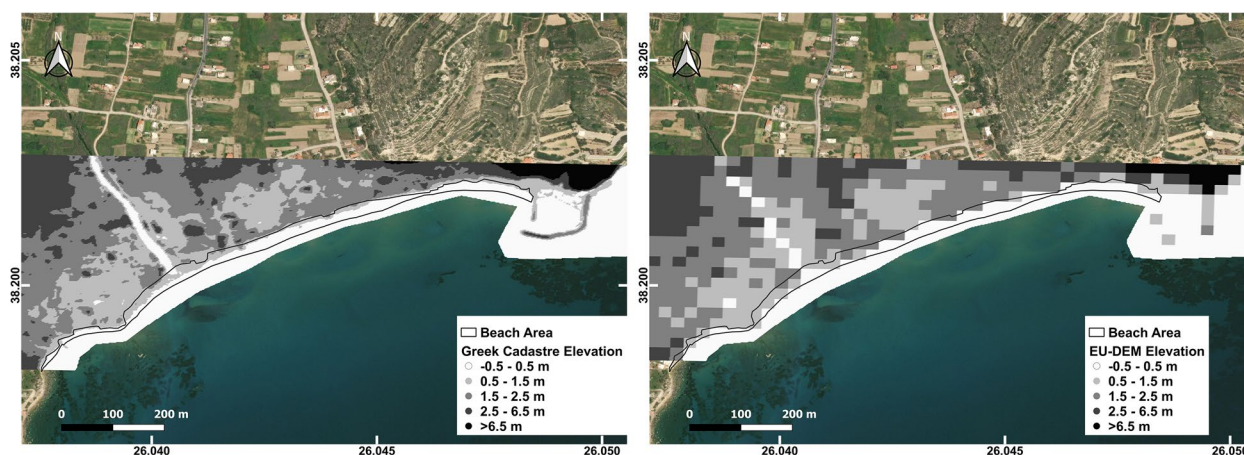 N
38.205
38.200
Beach Area
Greek Cadastre Elevation
-0.5 - 0.5 m
0.5 - 1.5 m
1.5 - 2.5 m
2.5 - 6.5 m
>6.5 m
0 100 200 m
26.040 26.045 26.050
N
38.205
38.200
Beach Area
EU-DEM Elevation
-0.5 - 0.5 m
0.5 - 1.5 m
1.5 - 2.5 m
2.5 - 6.5 m
>6.5 m
0 100 200 m
26.040 26.045 26.050